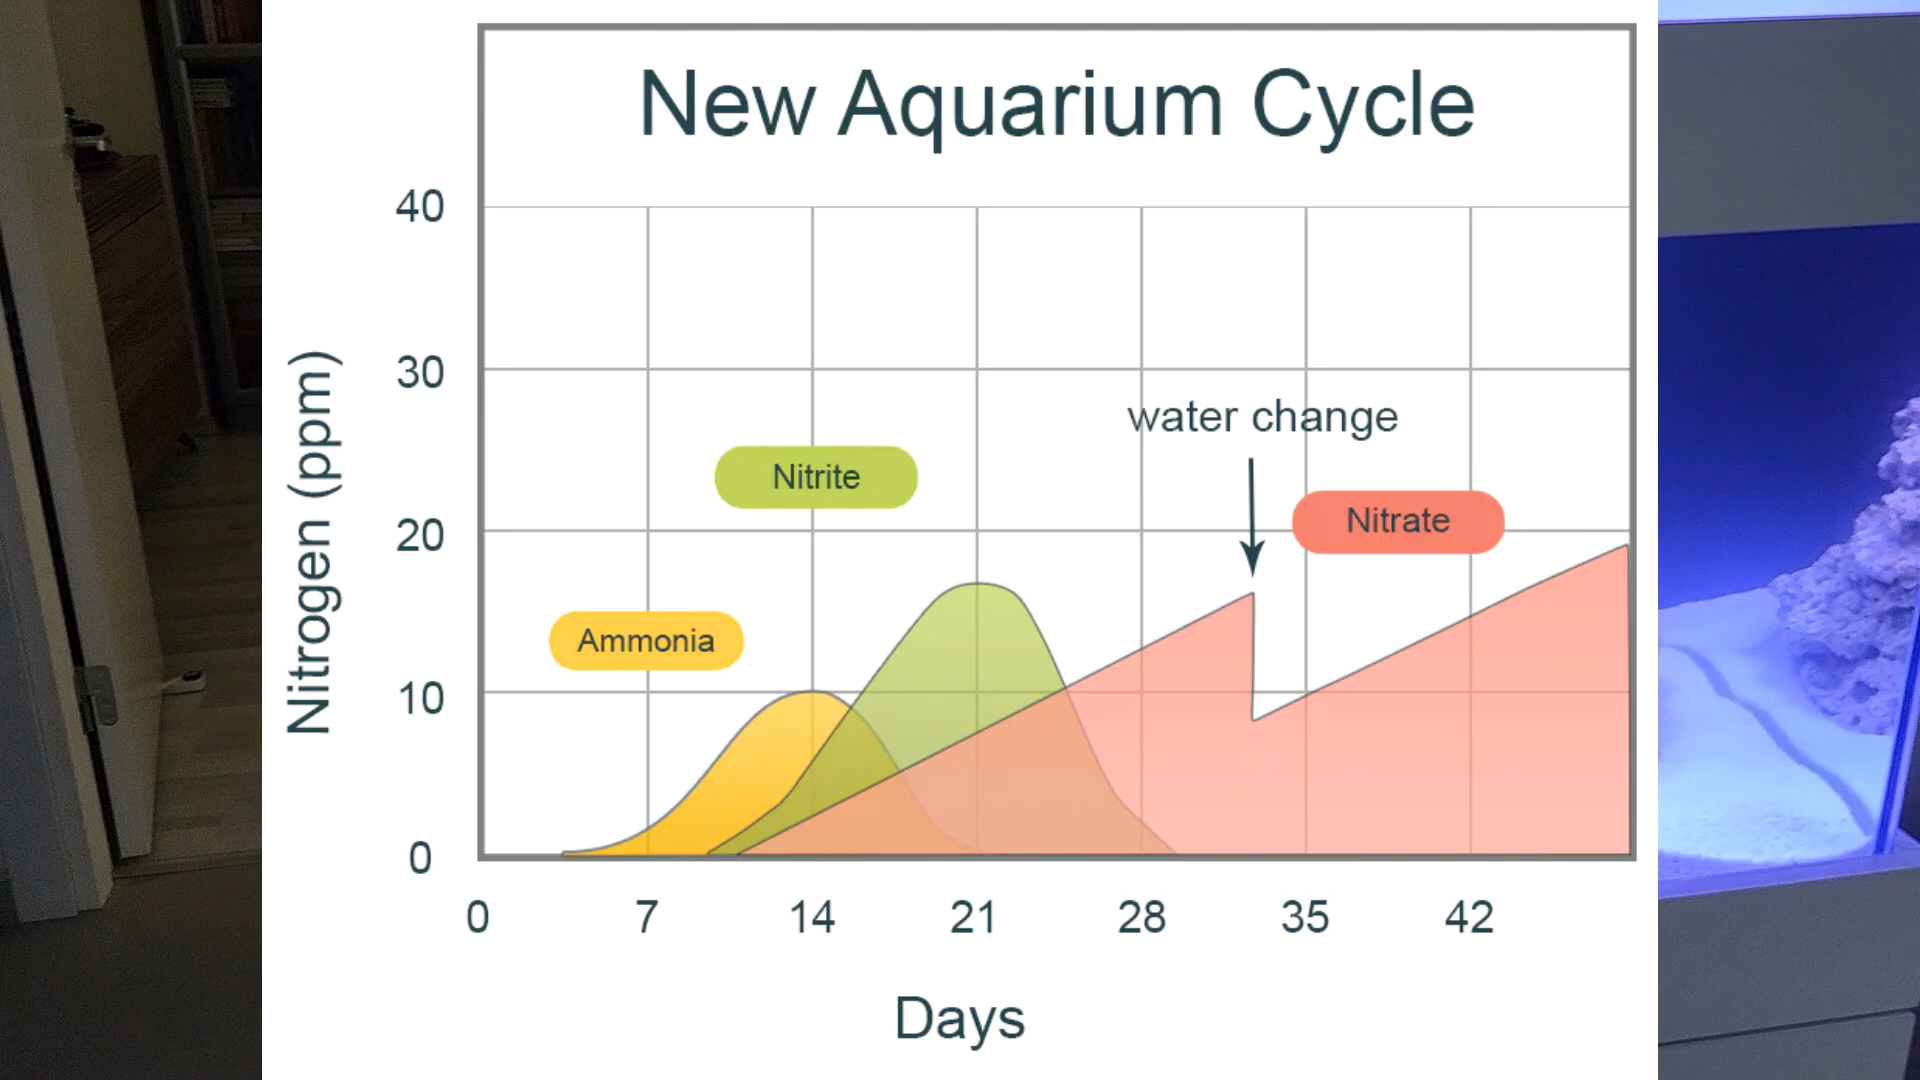 New Aquarium Cycle
40
30
water change
Nitrite
Nitrate
20
Ammonia
10
0
Nitrogen (ppm)
0 7 14 21 28 35 42
Days